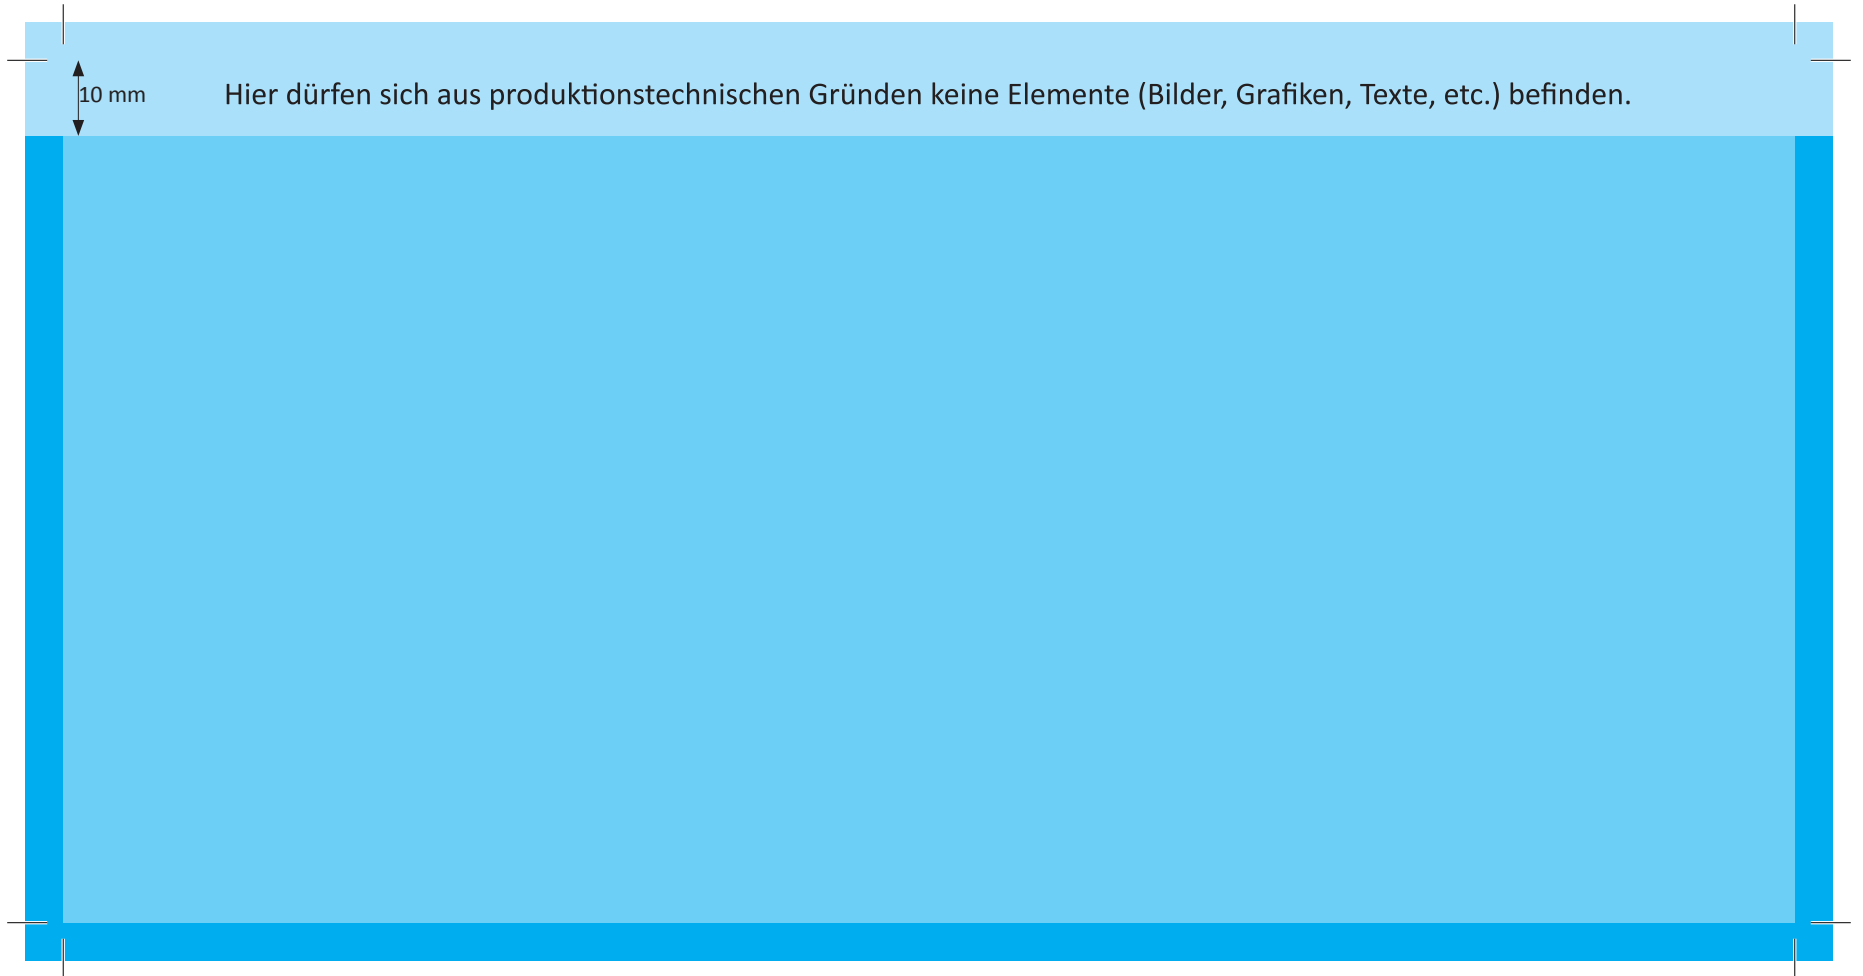 10 mm
Hier dürfen sich aus produktionstechnischen Gründen keine Elemente (Bilder, Grafiken, Texte, etc.) befinden.